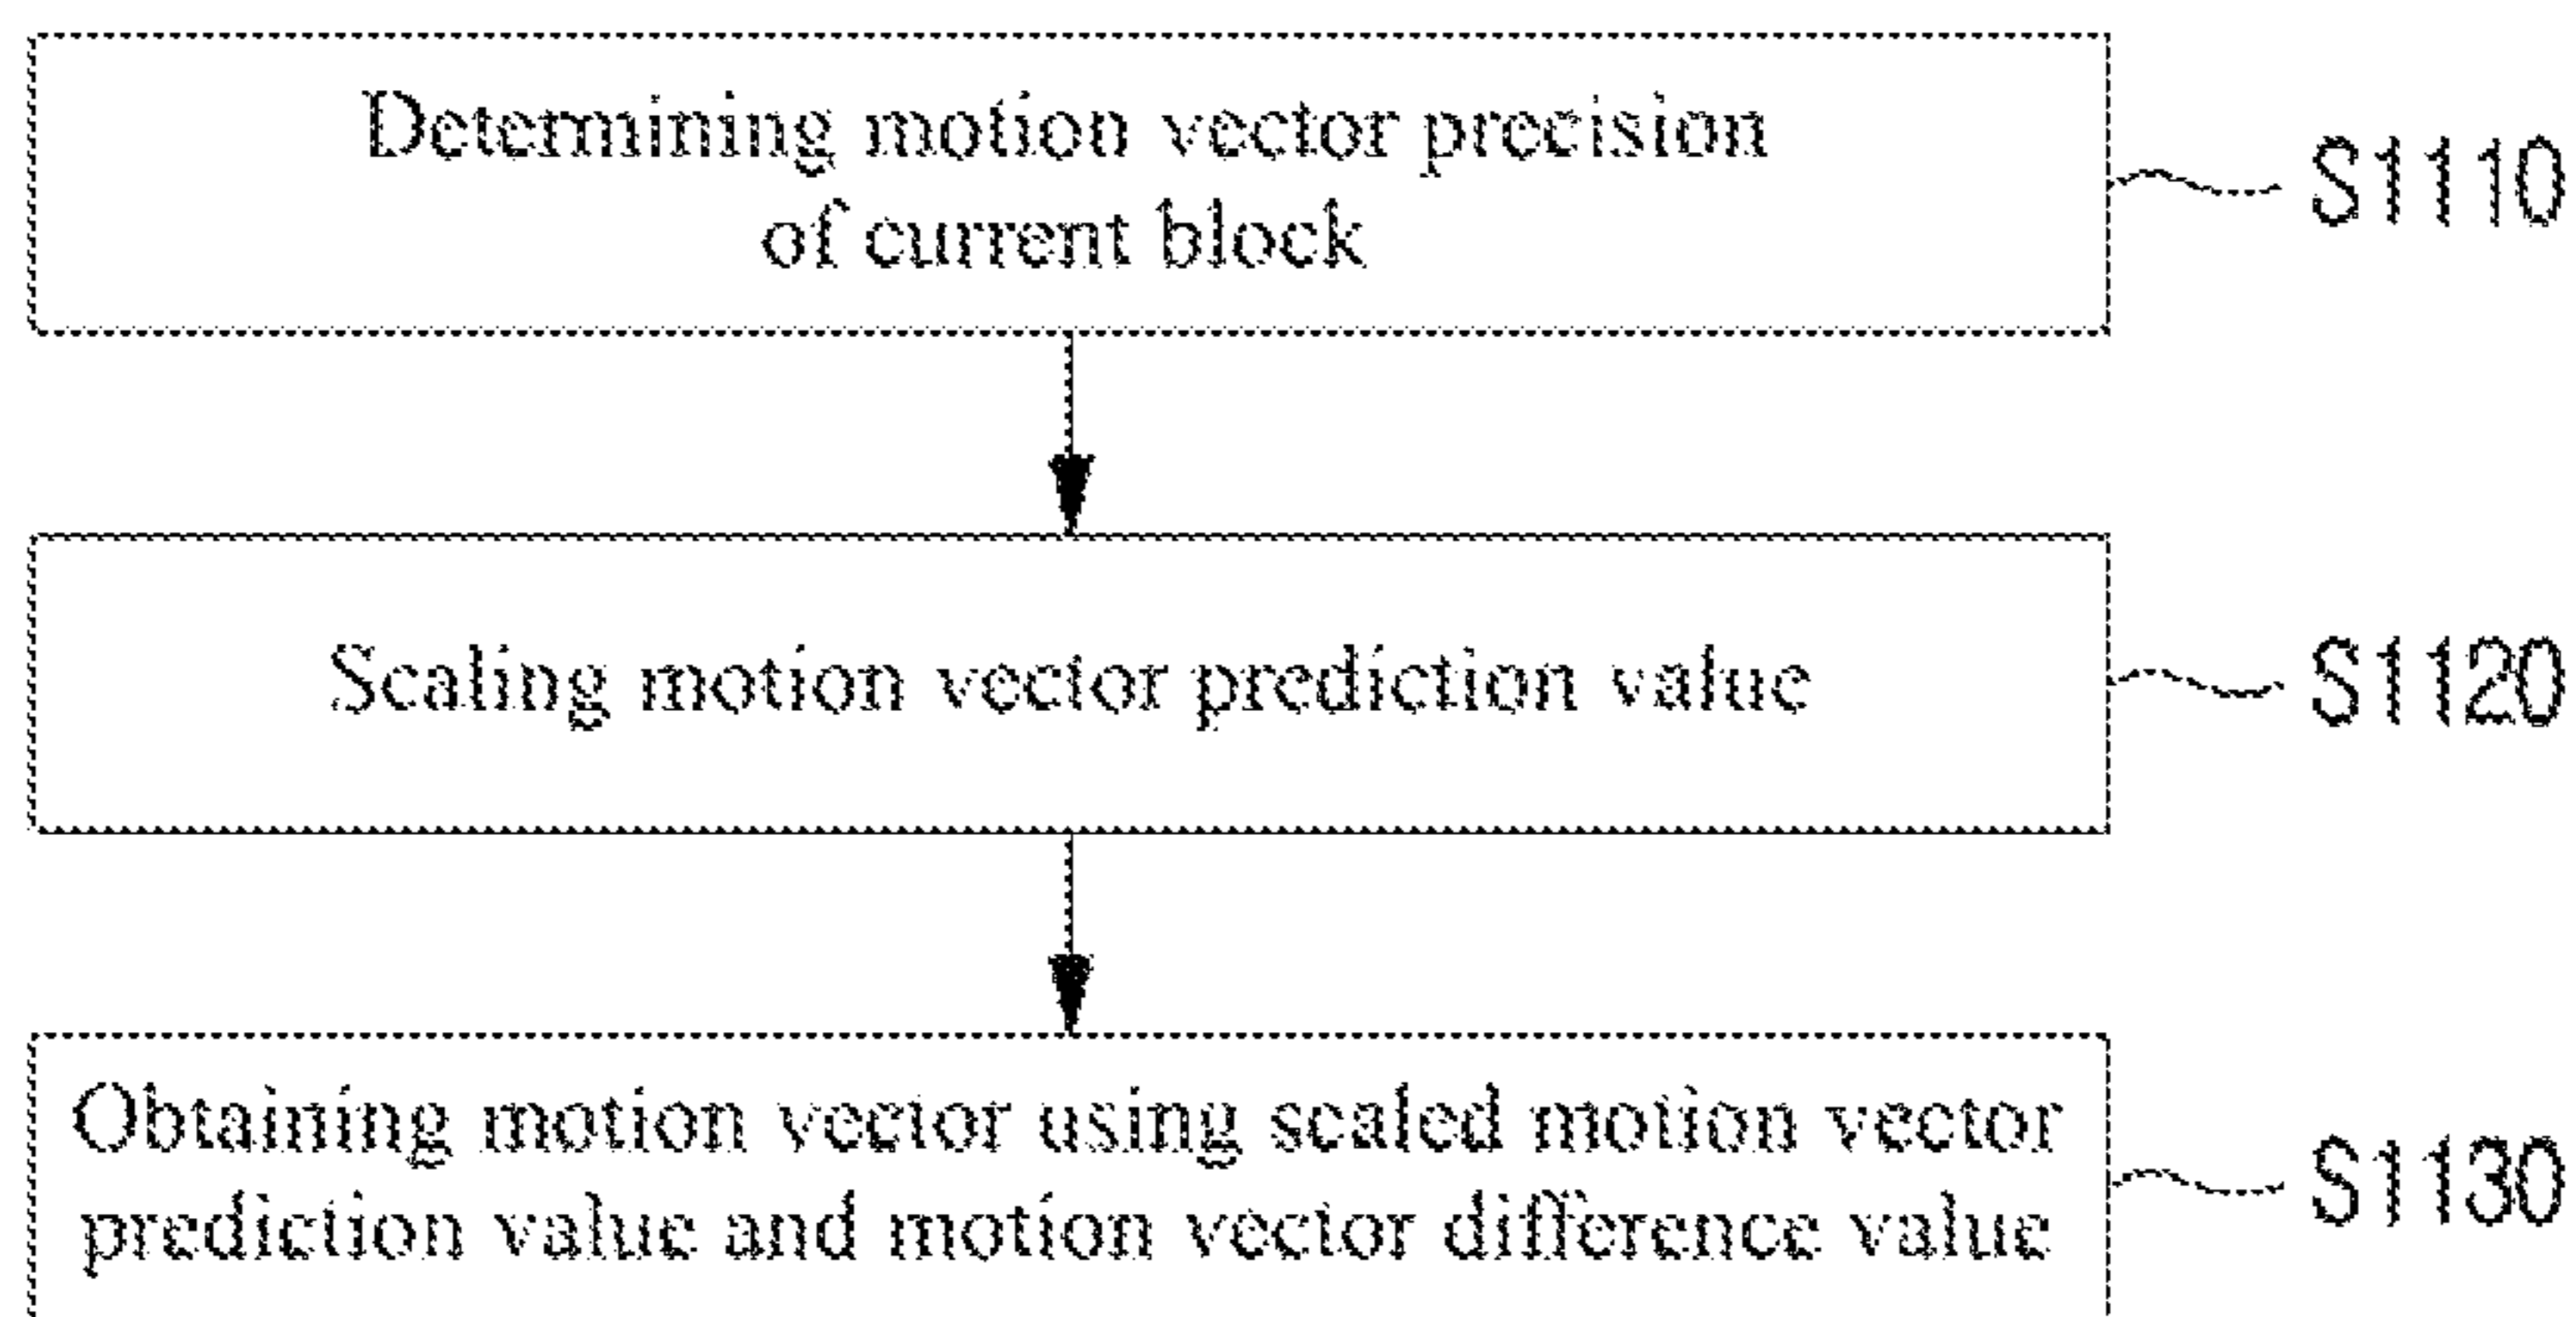 Determining motion vector precision
of current block
S1110
Scaling motion vector prediction value
S1120
Obtaining motion vector using scaled motion vector
prediction value and motion vector difference value
S1130